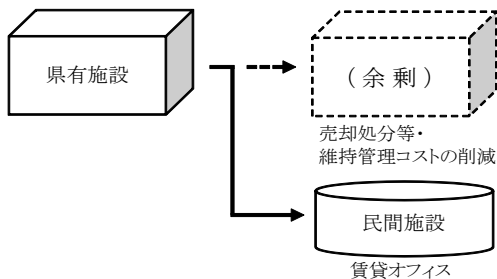 県有施設
（余 剰）
売却処分等・
維持管理コストの削減
民間施設
賃貸オフィス